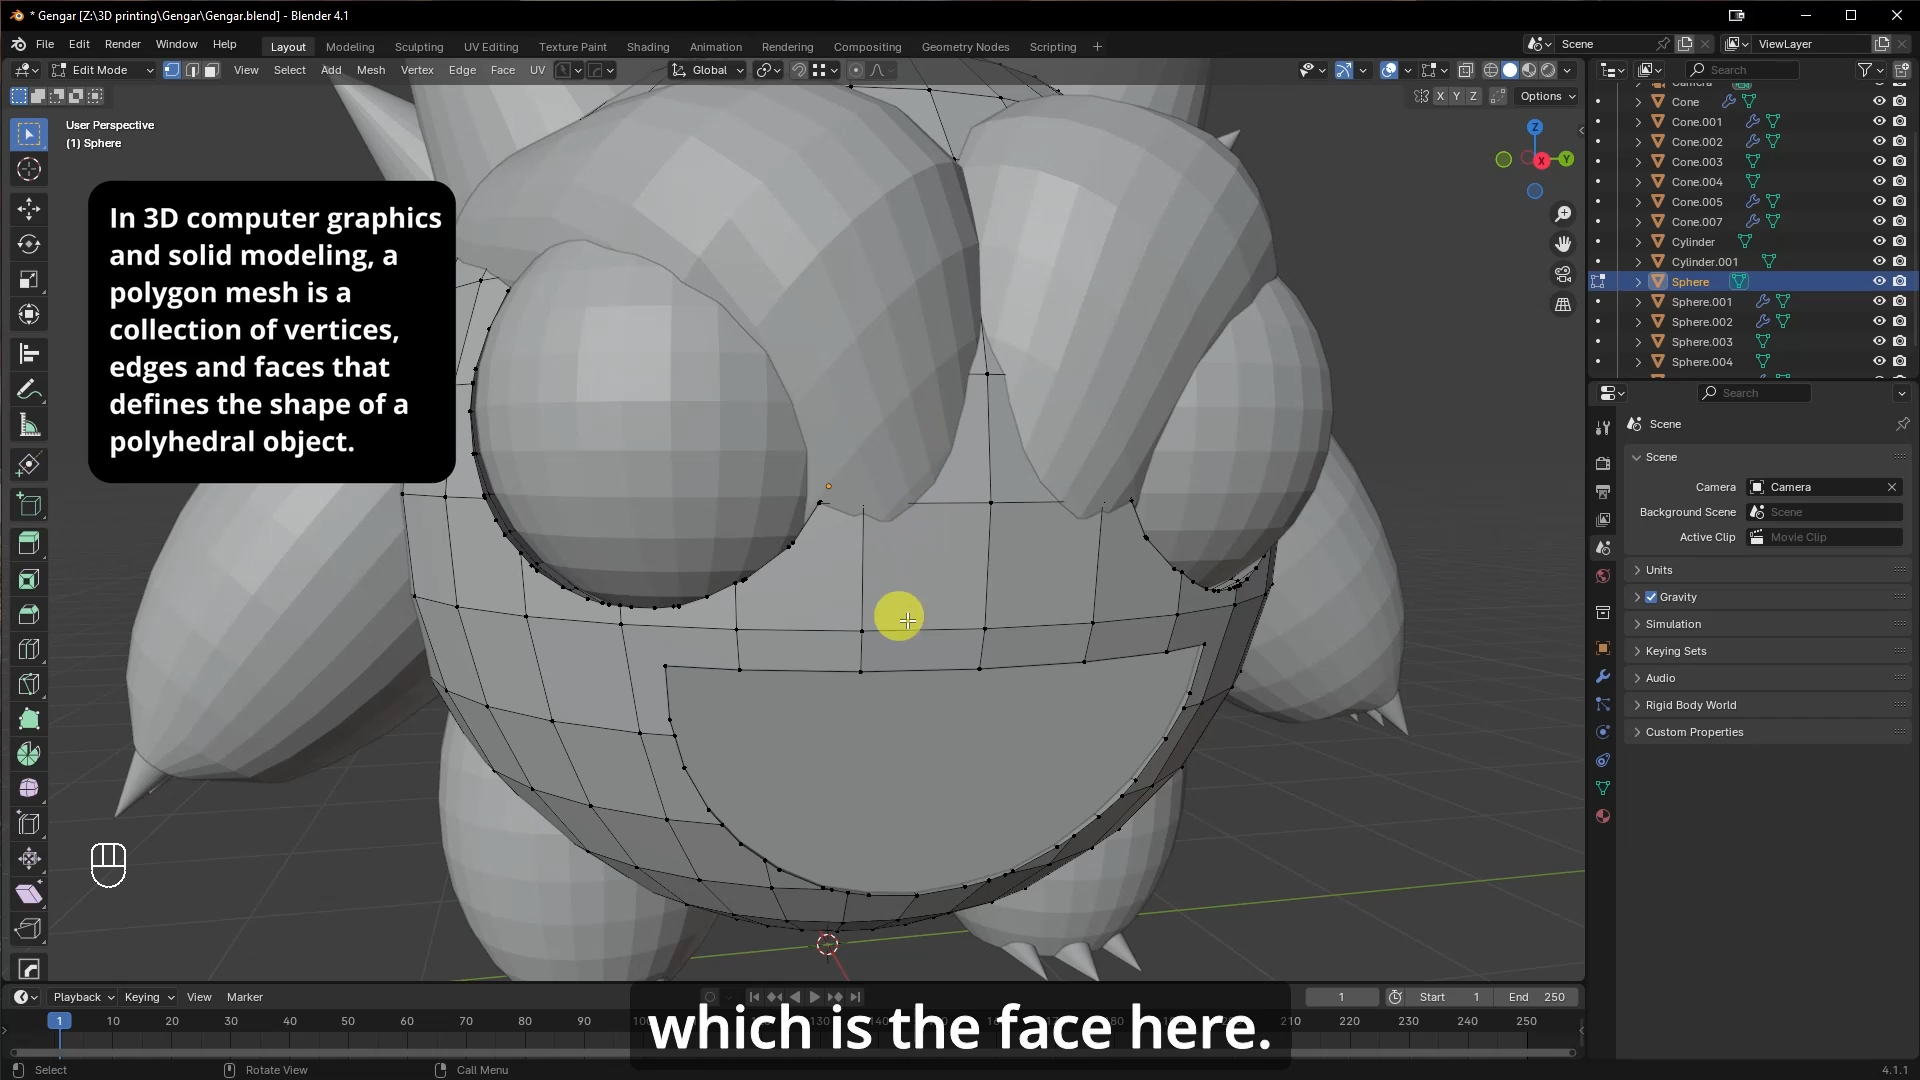 * Gengar [Z:\3D printing\Gengar\Gengar.blend] - Blender 4.1
File Edit Render Window Help
Layout Modeling Sculpting UV Editing Texture Paint Shading Animation Rendering Compositing Geometry Nodes Scripting +
Scene
ViewLayer
Edit Mode View Select Add Mesh Vertex Edge Face UV
Global
Search
X Y Z Options
User Perspective
(1) Sphere
Z
X
Y
In 3D computer graphics
and solid modeling, a
polygon mesh is a
collection of vertices,
edges and faces that
defines the shape of a
polyhedral object.
Cone
Cone.001
Cone.002
Cone.003
Cone.004
Cone.005
Cone.007
Cylinder
Cylinder.001
Sphere
Sphere.001
Sphere.002
Sphere.003
Sphere.004
Search
Scene
Scene
Camera Camera
Background Scene Scene
Active Clip Movie Clip
Units
Gravity
Simulation
Keying Sets
Audio
Rigid Body World
Custom Properties
Playback Keying View Marker
1 Start 1 End 250
1 10 20 30 40 50 60 70 80 90 130 140 210 220 230 240 250
which is the face here.
Select Rotate View Call Menu 4.1.1